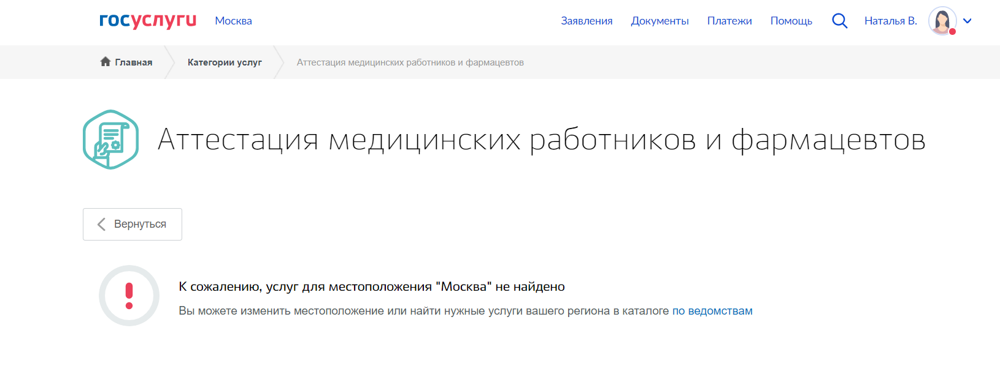 госуслуги Москва Заявления Документы Платежи Помощь Наталья В.
Главная Категории услуг Аттестация медицинских работников и фармацевтов
Аттестация медицинских работников и фармацевтов
Вернуться
К сожалению, услуг для местоположения "Москва" не найдено
Вы можете изменить местоположение или найти нужные услуги вашего региона в каталоге по ведомствам